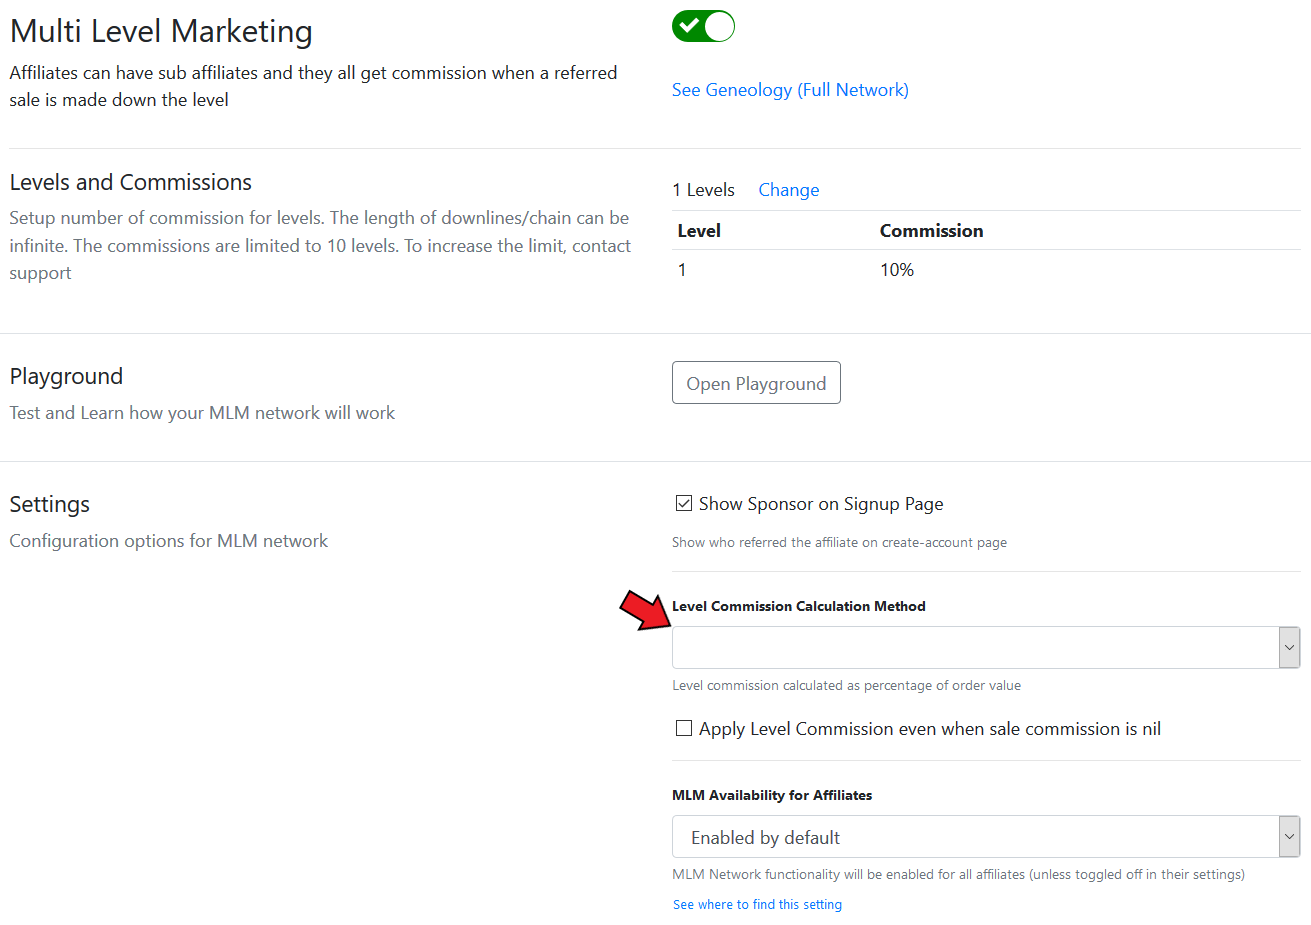 Multi Level Marketing
Affiliates can have sub affiliates and they all get commission when a referred
sale is made down the level
See Geneology (Full Network)
Levels and Commissions
Setup number of commission for levels. The length of downlines/chain can be
infinite. The commissions are limited to 10 levels. To increase the limit, contact
support
1 Levels Change
Level Commission
1 10%
Playground
Test and Learn how your MLM network will work
Open Playground
Settings
Configuration options for MLM network
Show Sponsor on Signup Page
Show who referred the affiliate on create-account page
Level Commission Calculation Method
Level commission calculated as percentage of order value
Apply Level Commission even when sale commission is nil
MLM Availability for Affiliates
Enabled by default
MLM Network functionality will be enabled for all affiliates (unless toggled off in their settings)
See where to find this setting